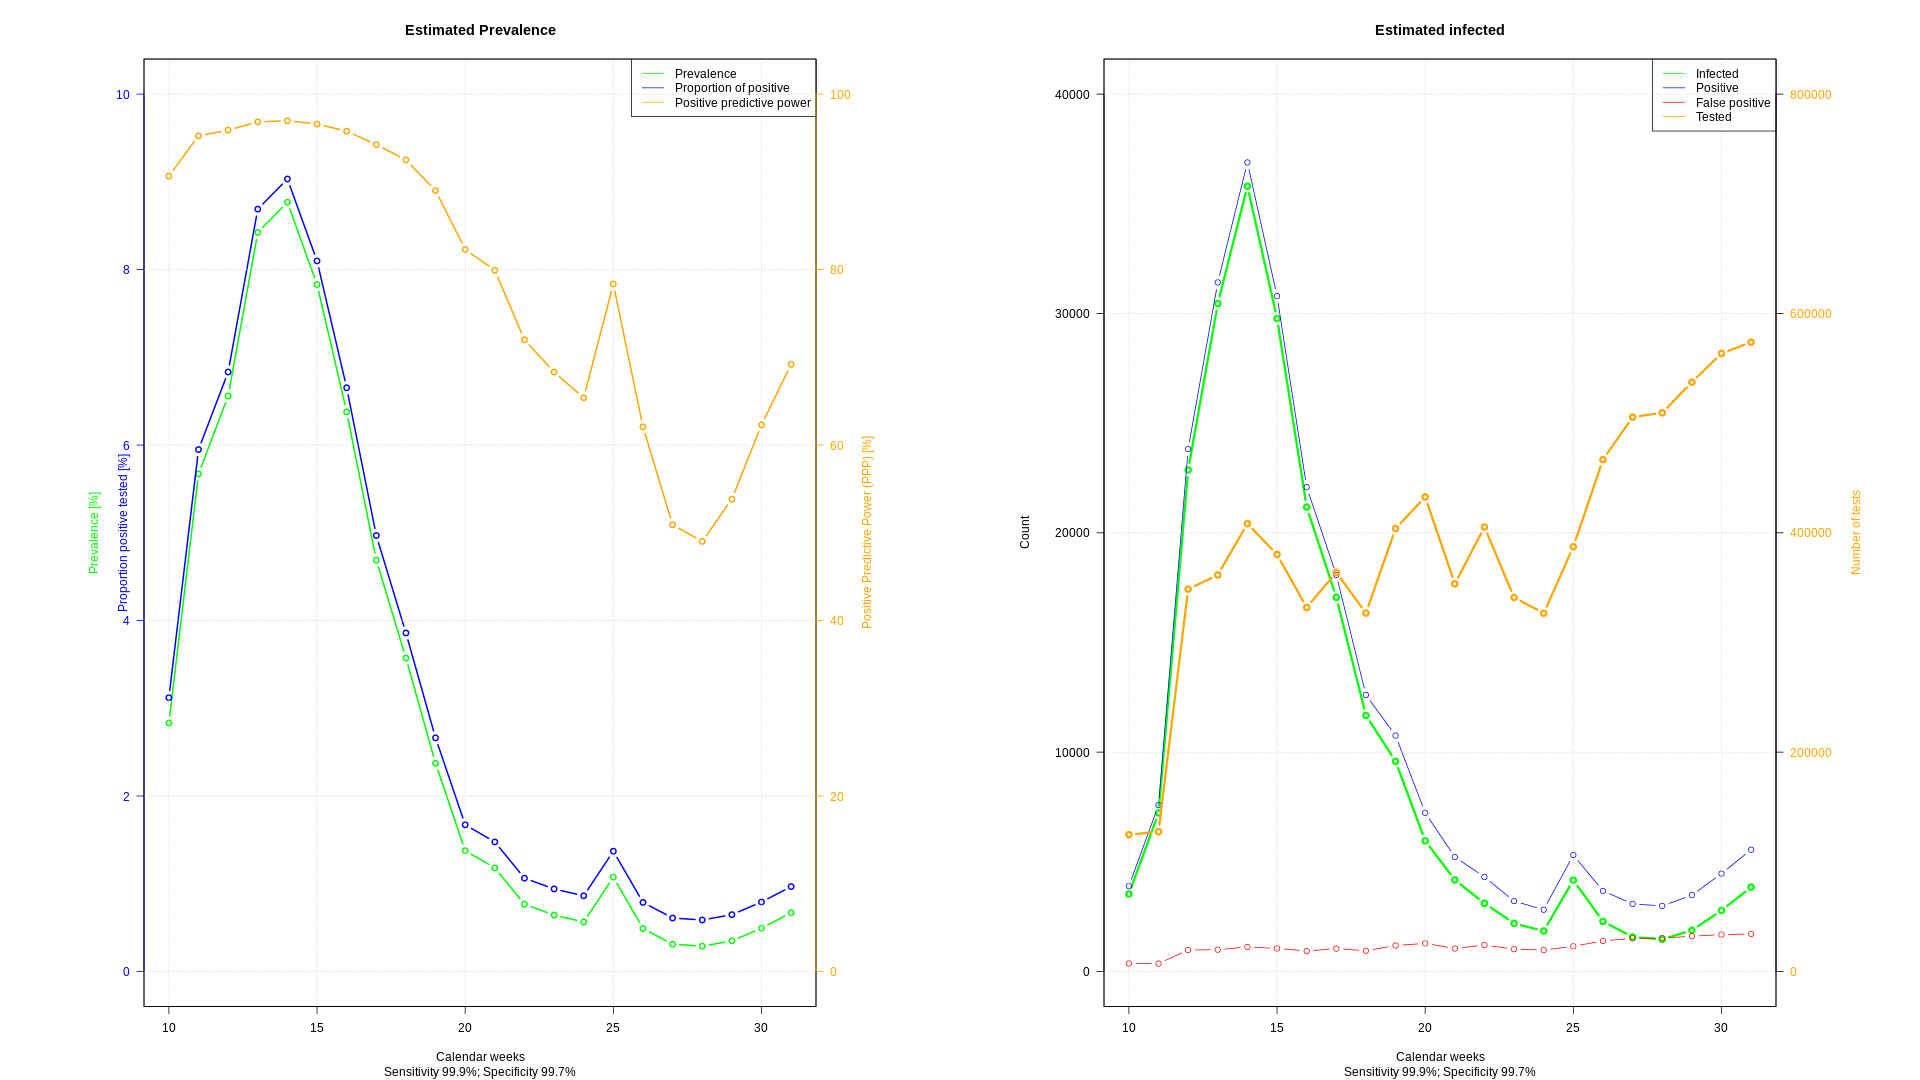 Estimated Prevalence
Prevalence
Proportion of positive
Positive predictive power
10
8
6
4
2
0
100
80
60
40
20
0
Prevalence [%]
Proportion positive tested [%]
Positive Predictive Power (PPP) [%]
10 15 20 25 30
Calendar weeks
Sensitivity 99.9%; Specificity 99.7%
Estimated infected
Infected
Positive
False positive
Tested
40000
30000
20000
10000
0
800000
600000
400000
200000
0
Count
Number of tests
10 15 20 25 30
Calendar weeks
Sensitivity 99.9%; Specificity 99.7%